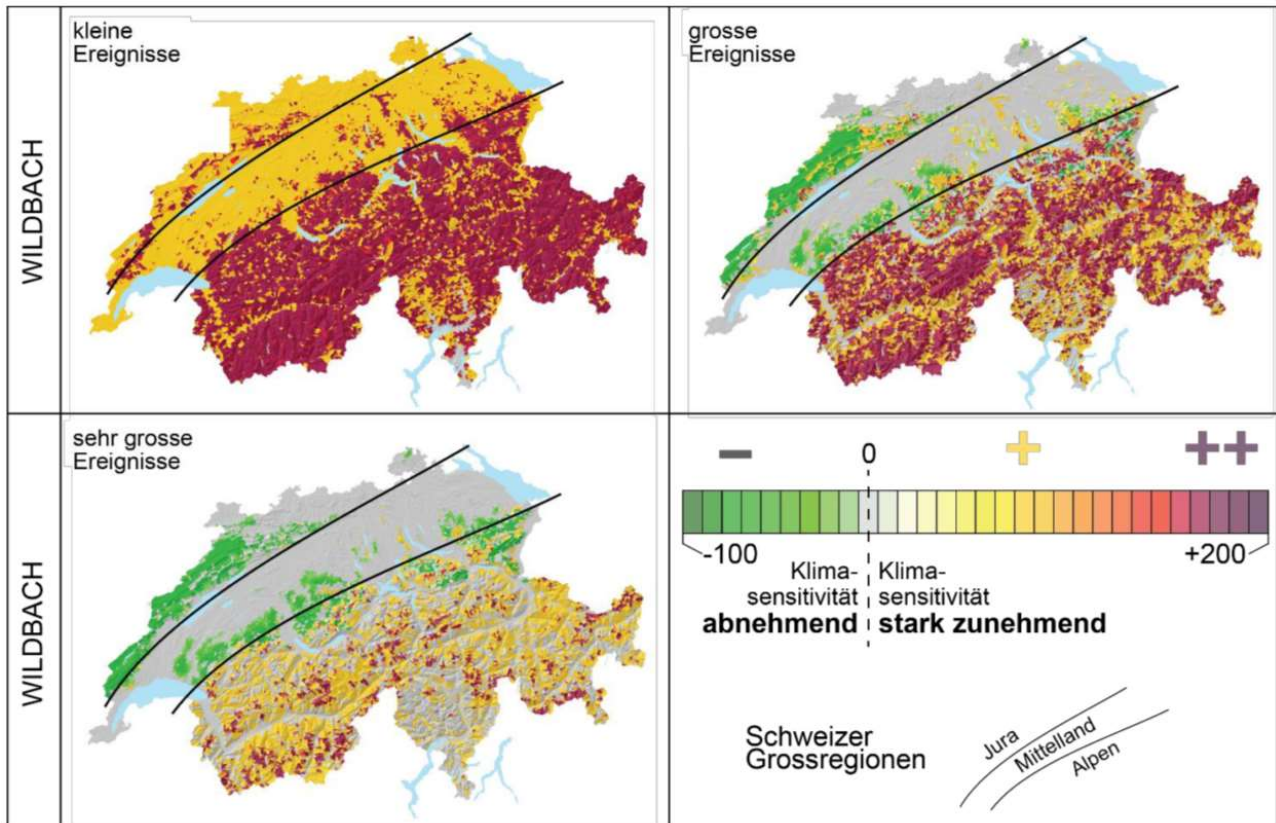 WILDBACH
kleine
Ereignisse
grosse
Ereignisse
WILDBACH
sehr grosse
Ereignisse
− 0 + ++
-100 +200
Klima-
sensitivität
abnehmend
Klima-
sensitivität
stark zunehmend
Schweizer
Grossregionen
Jura
Mittelland
Alpen